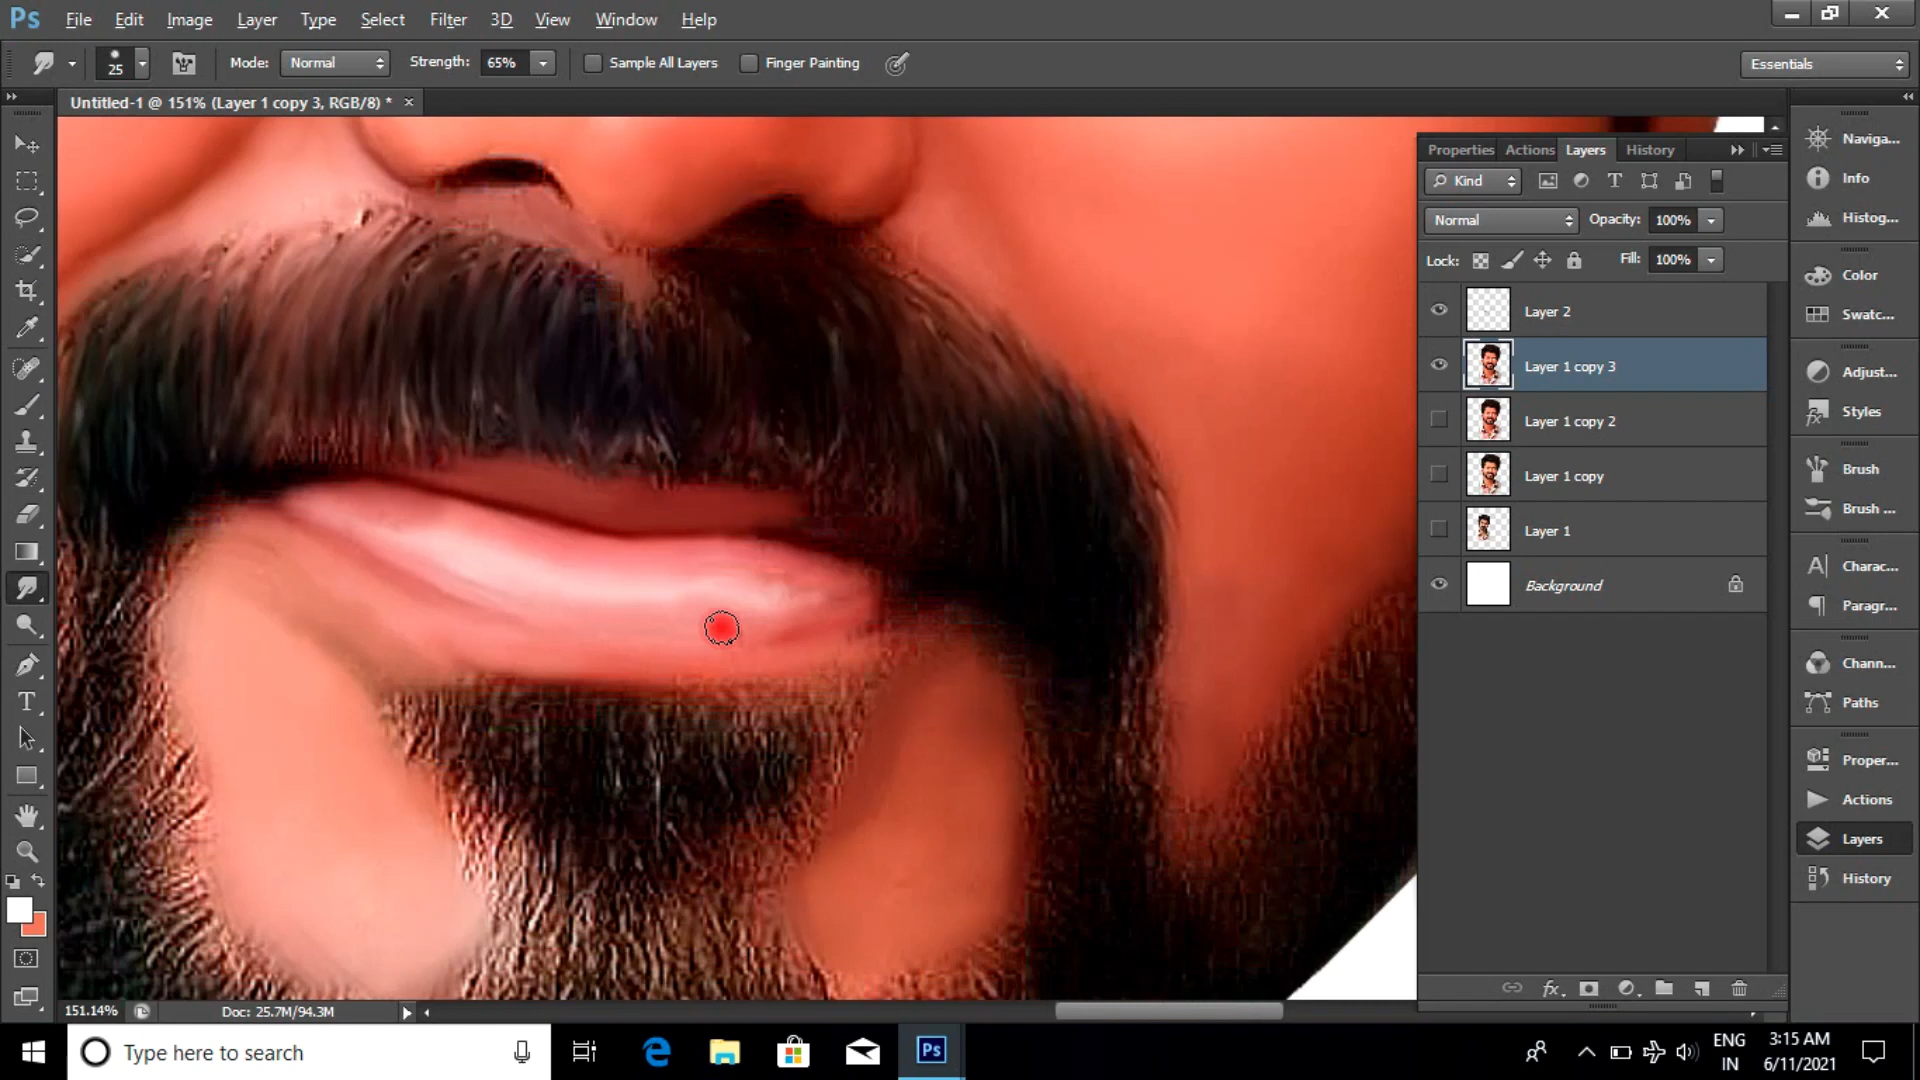 Ps File Edit Image Layer Type Select Filter 3D View Window Help
25 Mode: Normal Strength: 65% Sample All Layers Finger Painting Essentials
Untitled-1 @ 151% (Layer 1 copy 3, RGB/8) * ×
Properties Actions Layers History
Kind
Normal Opacity: 100%
Lock: Fill: 100%
Layer 2
Layer 1 copy 3
Layer 1 copy 2
Layer 1 copy
Layer 1
Background
Naviga...
Info
Histog...
Color
Swatc...
Adjust...
Styles
Brush
Brush ...
Charac...
Paragr...
Chann...
Paths
Proper...
Actions
Layers
History
151.14% Doc: 25.7M/94.3M
Type here to search
Ps
ENG
IN
3:15 AM
6/11/2021